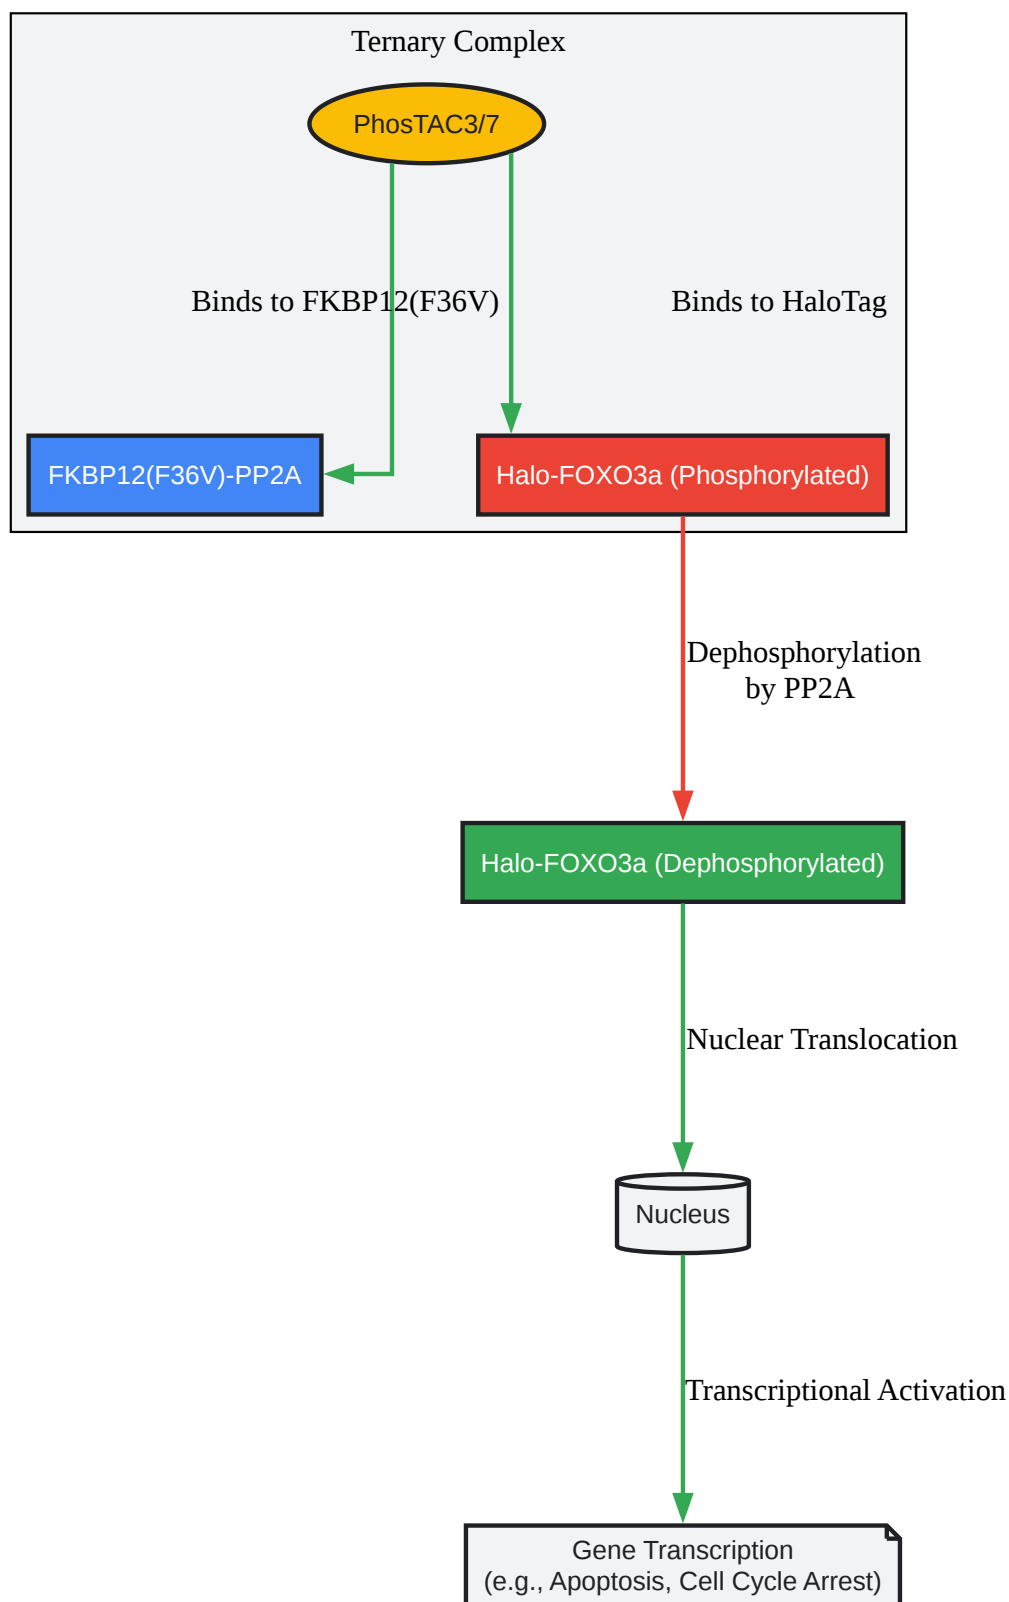 Ternary Complex
PhosTAC3/7
Binds to FKBP12(F36V)
Binds to HaloTag
FKBP12(F36V)-PP2A
Halo-FOXO3a (Phosphorylated)
Dephosphorylation
by PP2A
Halo-FOXO3a (Dephosphorylated)
Nuclear Translocation
Nucleus
Transcriptional Activation
Gene Transcription
(e.g., Apoptosis, Cell Cycle Arrest)